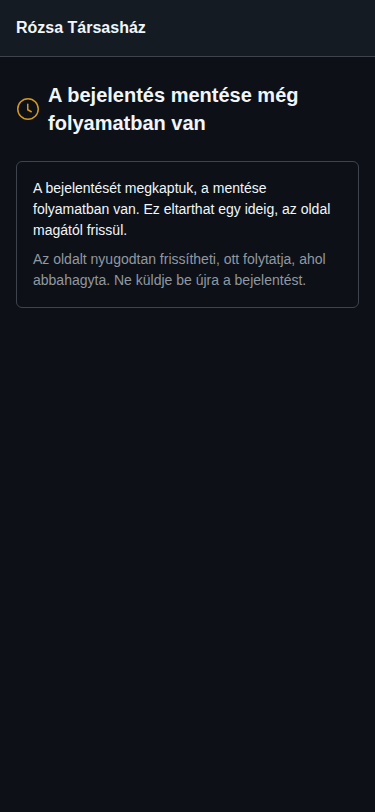 Rózsa Társasház
A bejelentés mentése még
folyamatban van
A bejelentését megkaptuk, a mentése
folyamatban van. Ez eltarthat egy ideig, az oldal
magától frissül.
Az oldalt nyugodtan frissítheti, ott folytatja, ahol
abbahagyta. Ne küldje be újra a bejelentést.